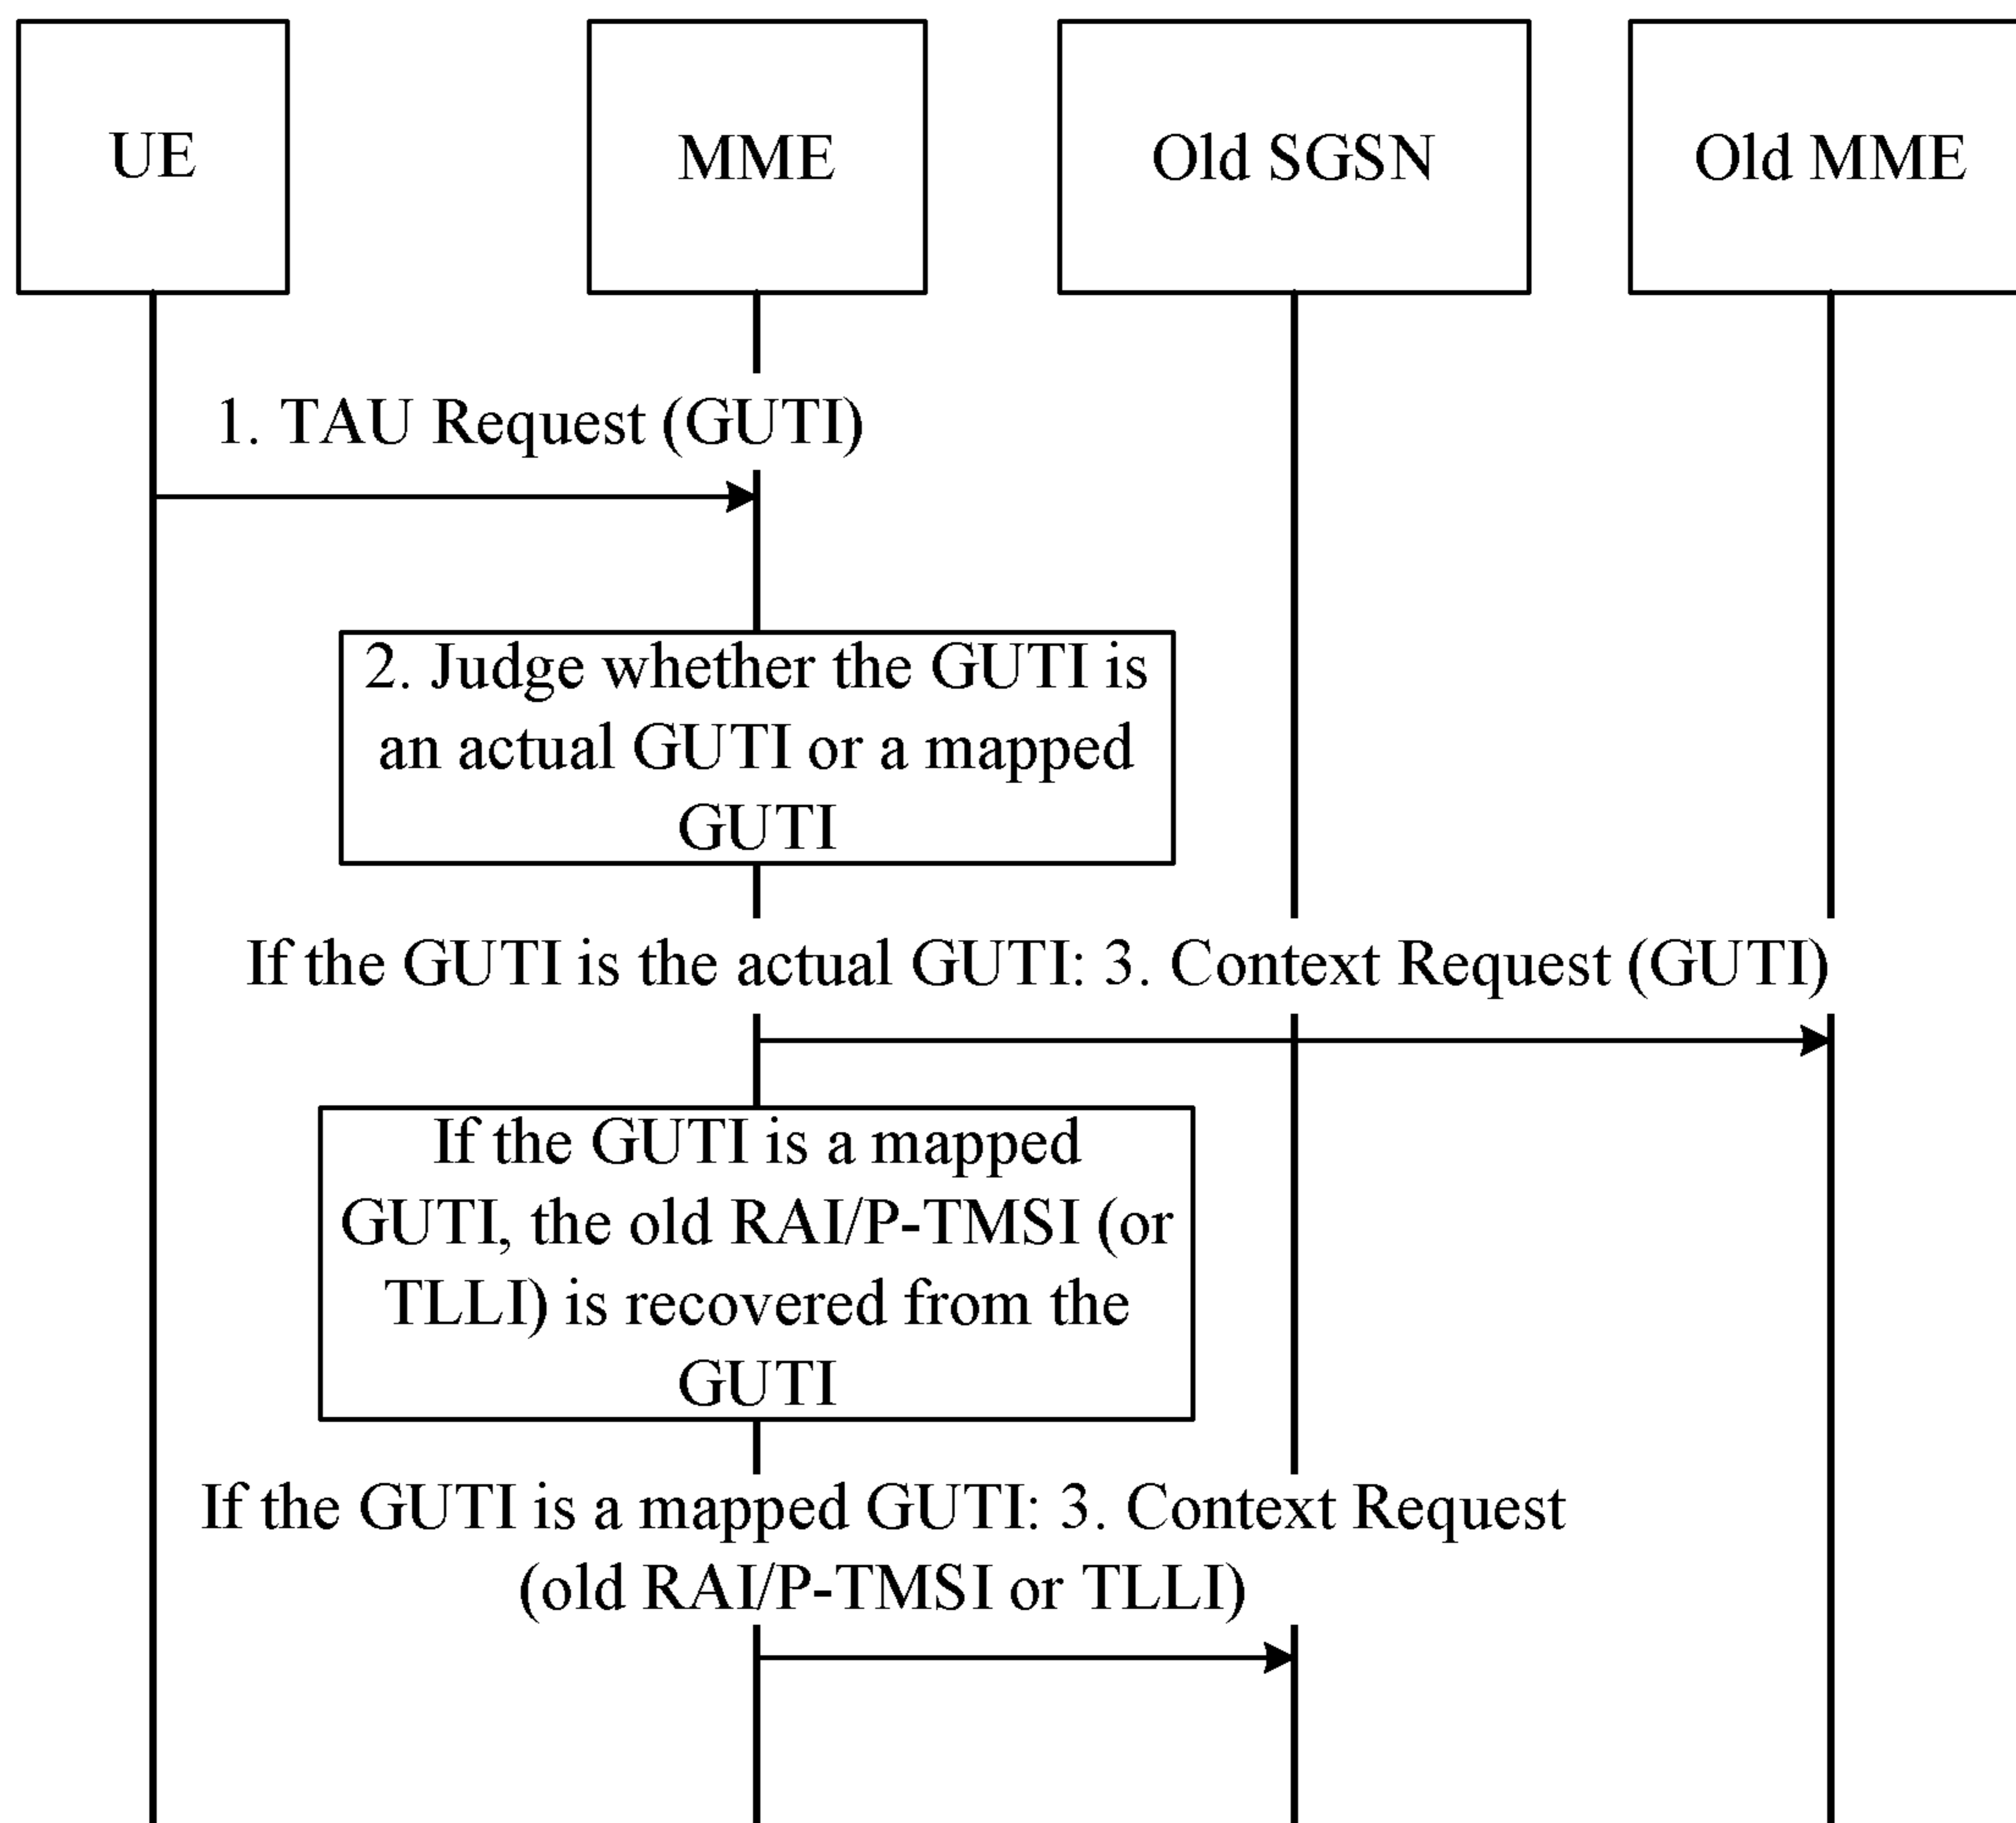 UE
MME
Old SGSN
Old MME
1. TAU Request (GUTI)
2. Judge whether the GUTI is
an actual GUTI or a mapped
GUTI
If the GUTI is the actual GUTI: 3. Context Request (GUTI)
If the GUTI is a mapped
GUTI, the old RAI/P-TMSI (or
TLLI) is recovered from the
GUTI
If the GUTI is a mapped GUTI: 3. Context Request
(old RAI/P-TMSI or TLLI)